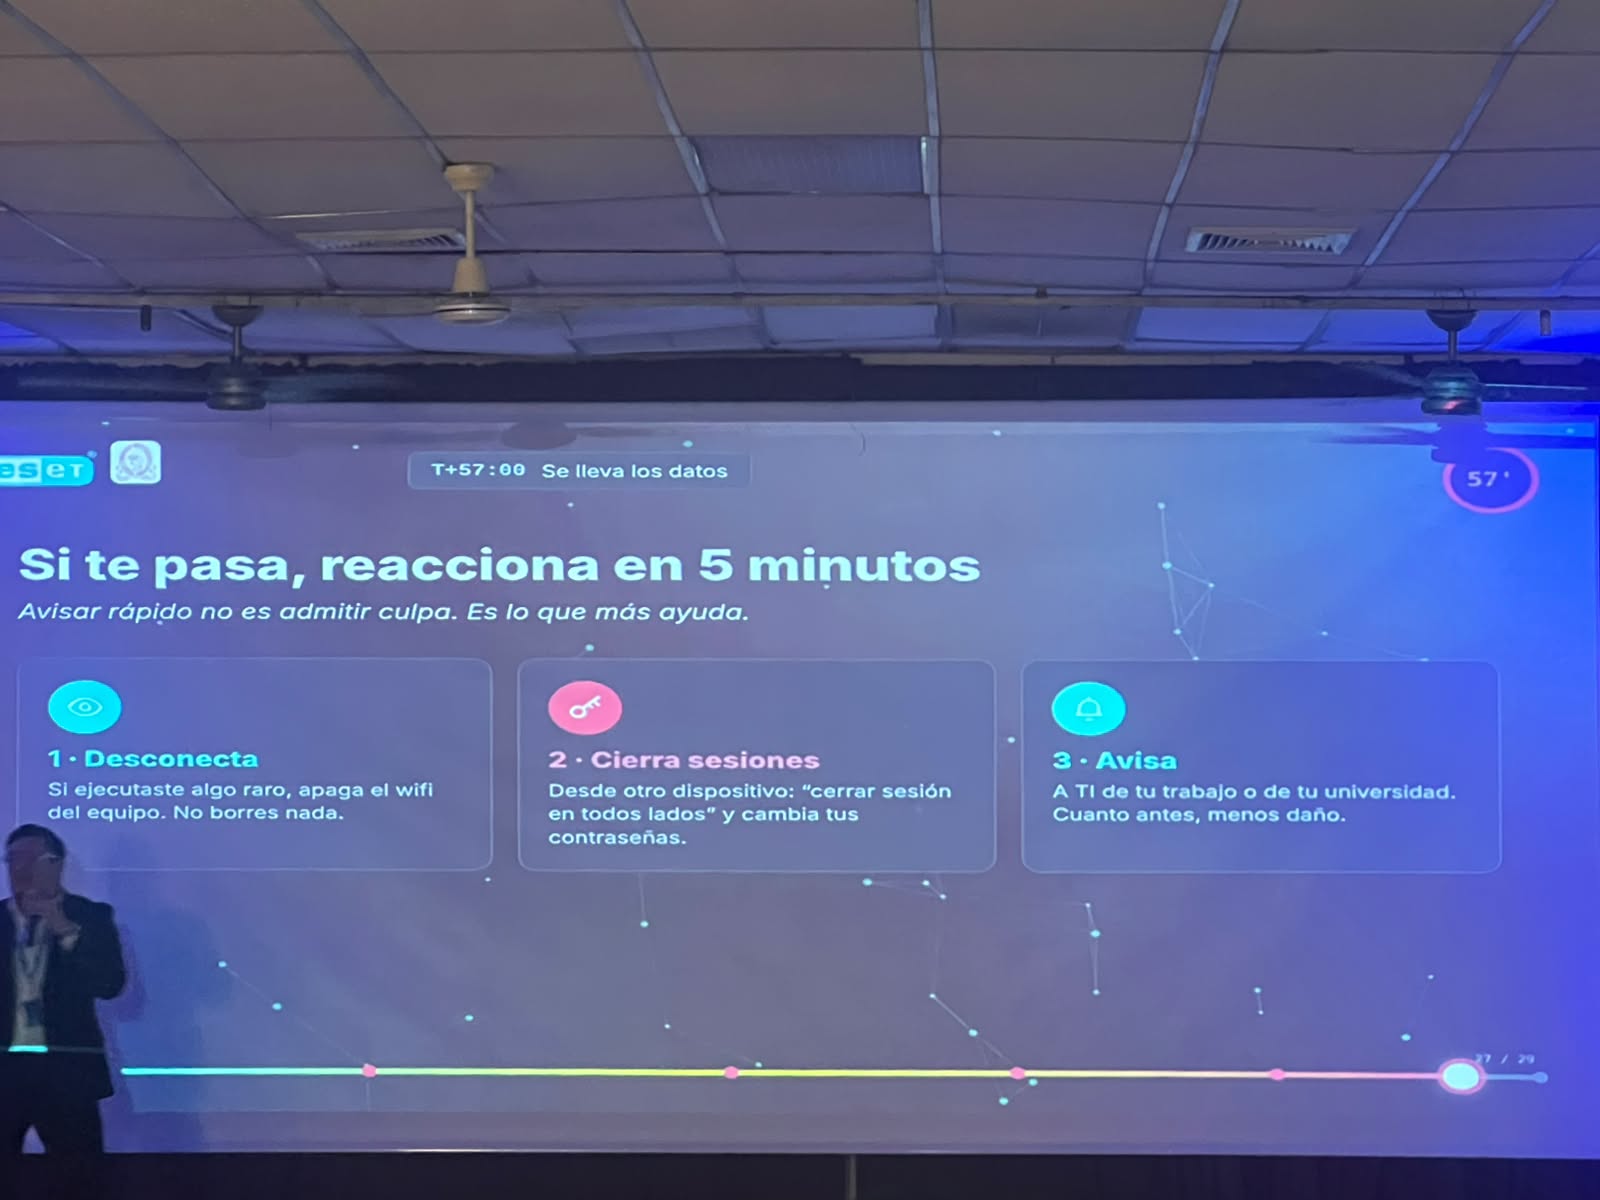 eset
T+57:00 Se lleva los datos
57'
Si te pasa, reacciona en 5 minutos
Avisar rápido no es admitir culpa. Es lo que más ayuda.
1 · Desconecta
Si ejecutaste algo raro, apaga el wifi
del equipo. No borres nada.
2 · Cierra sesiones
Desde otro dispositivo: “cerrar sesión
en todos lados” y cambia tus
contraseñas.
3 · Avisa
A TI de tu trabajo o de tu universidad.
Cuanto antes, menos daño.
27 / 29